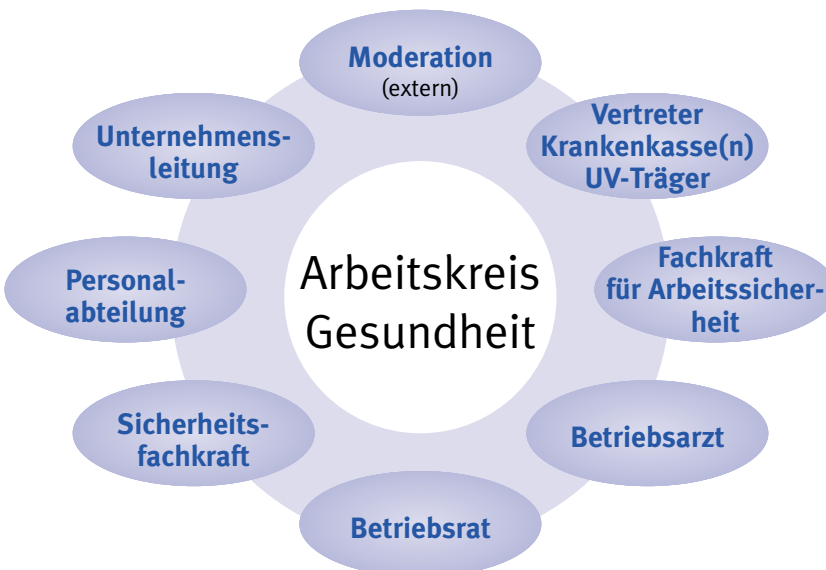 Moderation
(extern)
Vertreter
Krankenkasse(n)
UV-Träger
Unternehmens-
leitung
Arbeitskreis
Gesundheit
Fachkraft
für Arbeitssicher-
heit
Personal-
abteilung
Sicherheits-
fachkraft
Betriebsarzt
Betriebsrat